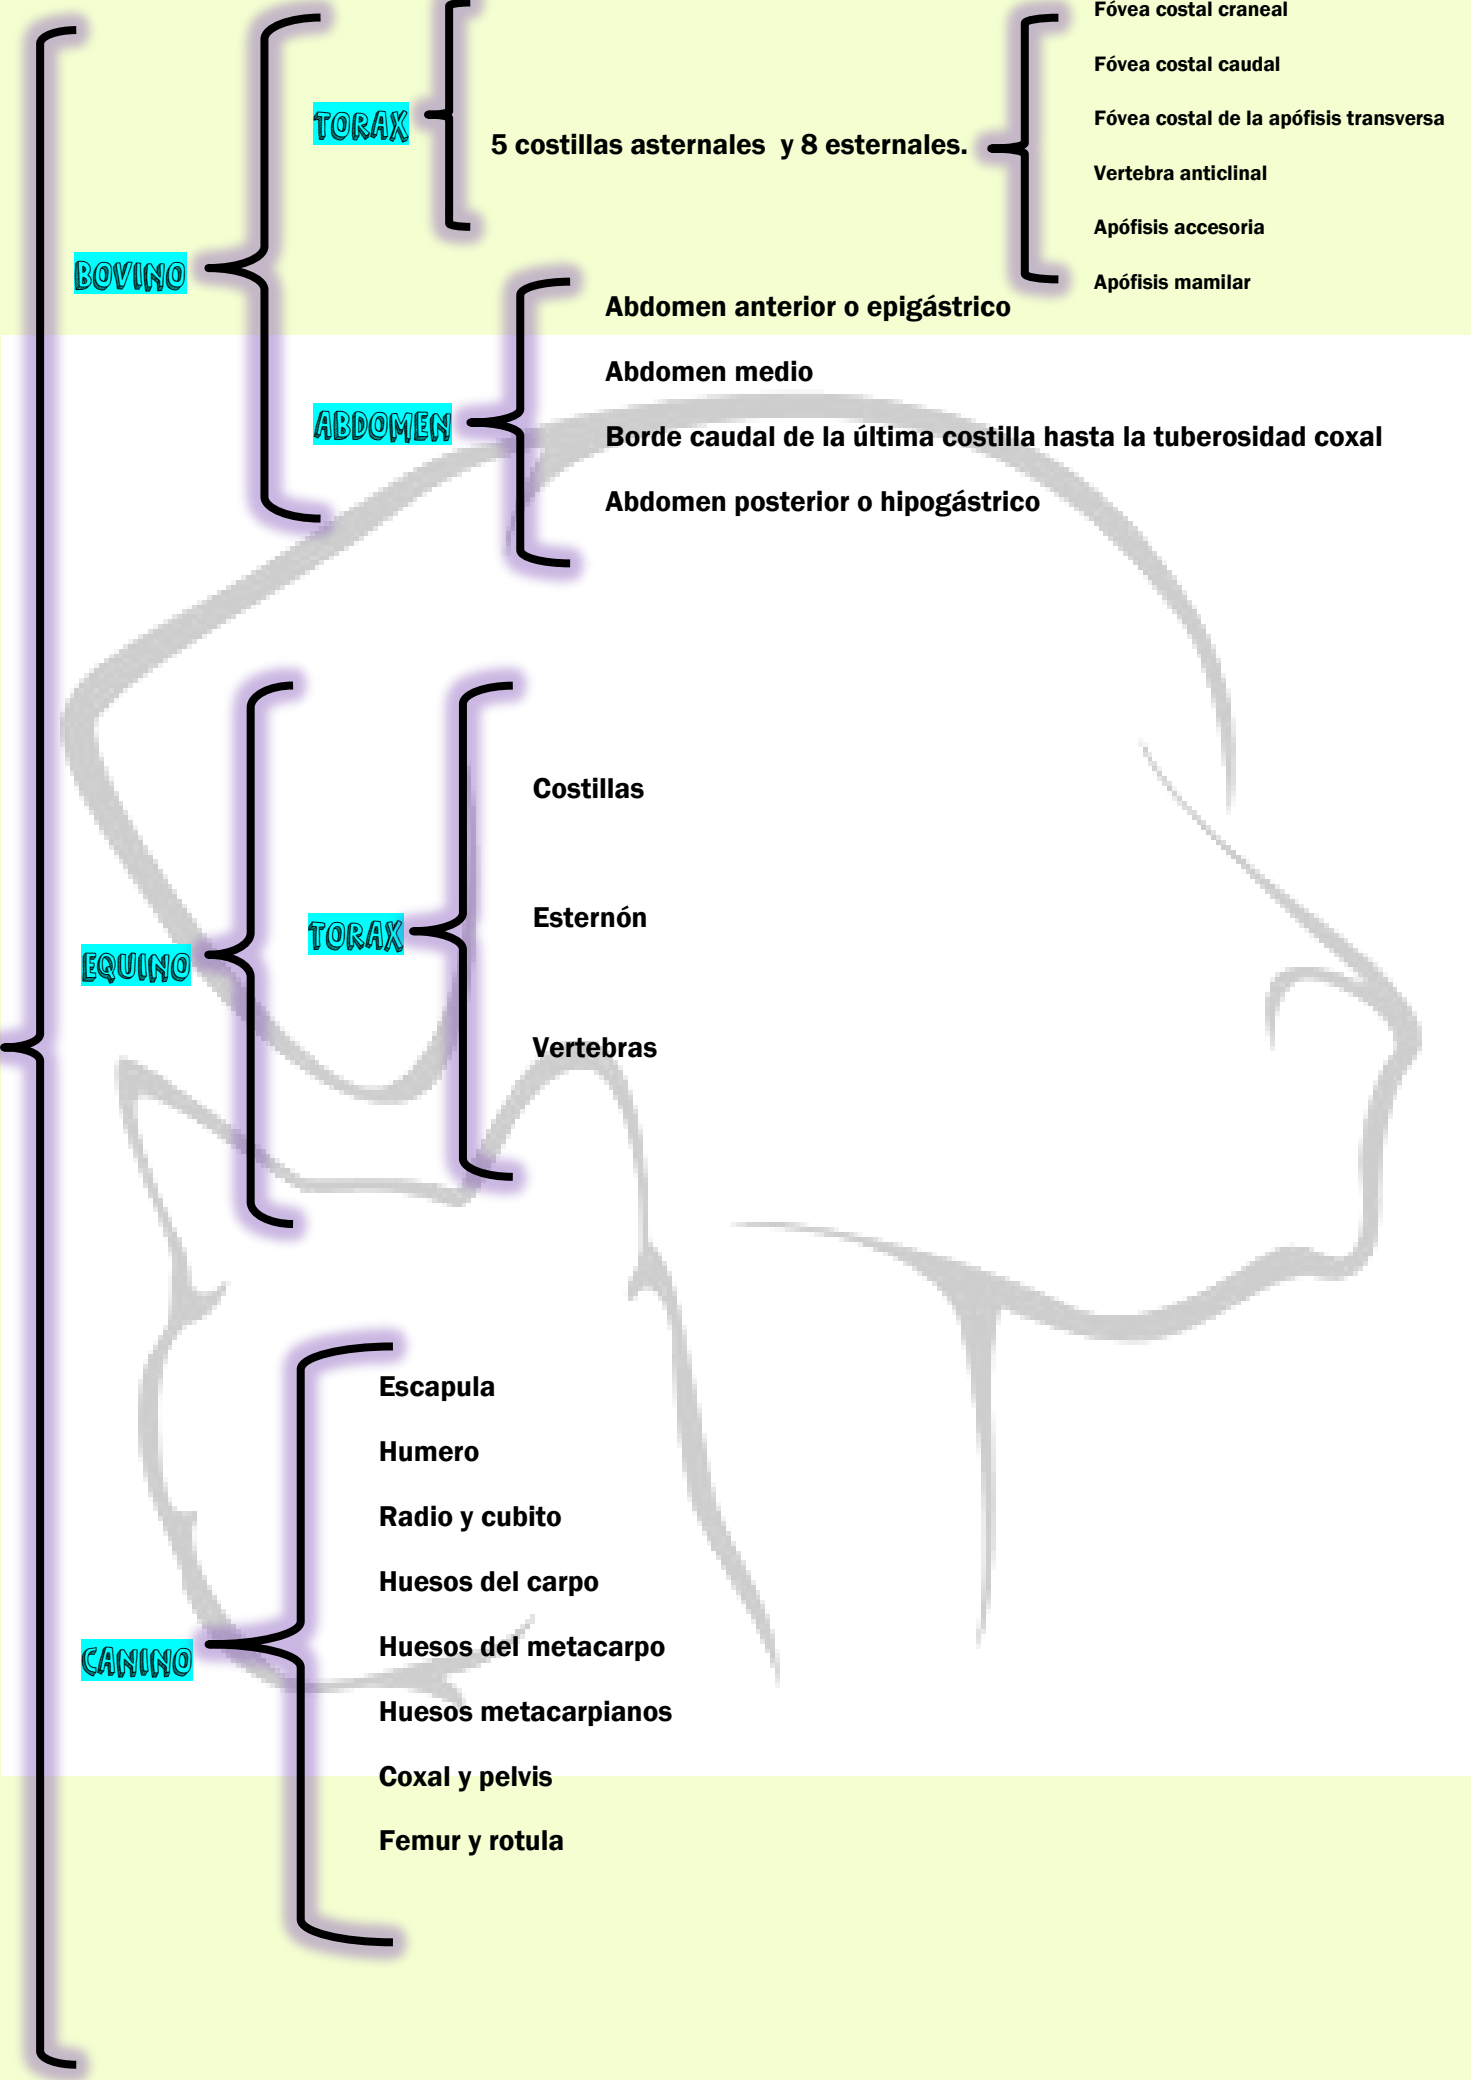 Fóvea costal craneal
Fóvea costal caudal
TORAX
Fóvea costal de la apófisis transversa
5 costillas asternales  y 8 esternales.
Vertebra anticlinal
Apófisis accesoria
BOVINO
Apófisis mamilar
Abdomen anterior o epigástrico
Abdomen medio
ABDOMEN
Borde caudal de la última costilla hasta la tuberosidad coxal
Abdomen posterior o hipogástrico
Costillas
Esternón
TORAX
EQUINO
Vertebras
Escapula
Humero
Radio y cubito
Huesos del carpo
Huesos del metacarpo
CANINO
Huesos metacarpianos
Coxal y pelvis
Femur y rotula